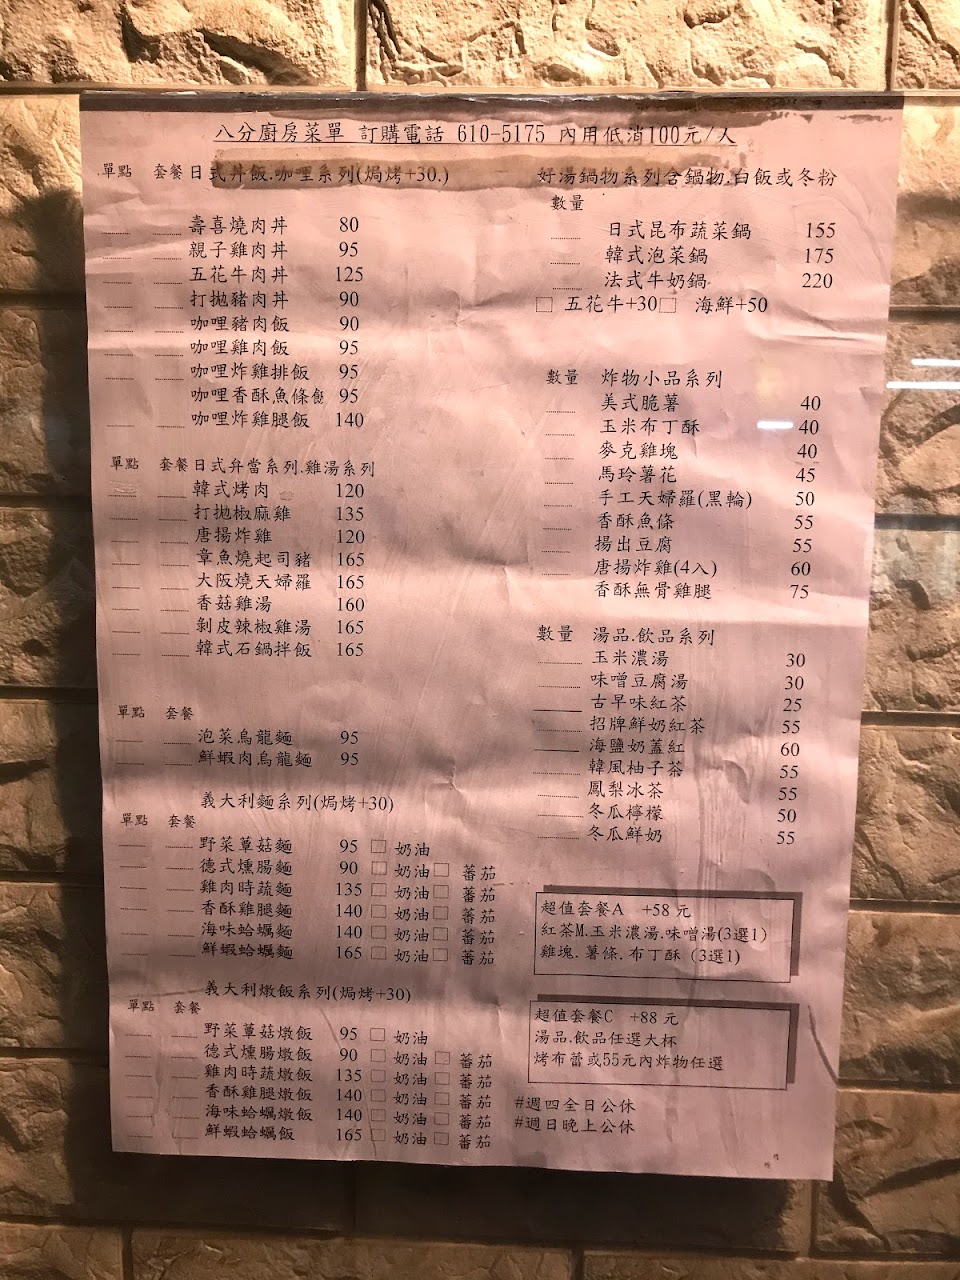 八分廚房菜單 訂購電話 610-5175 內用低消100元/人
單點 套餐 日式丼飯.咖哩系列(焗烤+30.)
壽喜燒肉丼 80
親子雞肉丼 95
五花牛肉丼 125
打拋豬肉丼 90
咖哩豬肉飯 90
咖哩雞肉飯 95
咖哩炸雞排飯 95
咖哩香酥魚條飯 95
咖哩炸雞腿飯 140
單點 套餐 日式弁當系列.雞湯系列
韓式烤肉 120
打拋椒麻雞 135
唐揚炸雞 120
章魚燒起司豬 165
大阪燒天婦羅 165
香菇雞湯 160
剝皮辣椒雞湯 165
韓式石鍋拌飯 165
單點 套餐
泡菜烏龍麵 95
鮮蝦肉烏龍麵 95
義大利麵系列(焗烤+30)
單點 套餐
野菜蕈菇麵 95 □ 奶油
德式燻腸麵 90 □ 奶油 □ 蕃茄
雞肉時蔬麵 135 □ 奶油 □ 蕃茄
香酥雞腿麵 140 □ 奶油 □ 蕃茄
海味蛤蠣麵 140 □ 奶油 □ 蕃茄
鮮蝦蛤蠣麵 165 □ 奶油 □ 蕃茄
義大利燉飯系列(焗烤+30)
單點 套餐
野菜蕈菇燉飯 95 □ 奶油
德式燻腸燉飯 90 □ 奶油 □ 蕃茄
雞肉時蔬燉飯 135 □ 奶油 □ 蕃茄
香酥雞腿燉飯 140 □ 奶油 □ 蕃茄
海味蛤蠣燉飯 140 □ 奶油 □ 蕃茄
鮮蝦蛤蠣飯 165 □ 奶油 □ 蕃茄
好湯鍋物系列含鍋物.白飯或冬粉
數量
日式昆布蔬菜鍋 155
韓式泡菜鍋 175
法式牛奶鍋 220
□ 五花牛+30 □ 海鮮+50
數量 炸物小品系列
美式脆薯 40
玉米布丁酥 40
麥克雞塊 40
馬玲薯花 45
手工天婦羅(黑輪) 50
香酥魚條 55
揚出豆腐 55
唐揚炸雞(4入) 60
香酥無骨雞腿 75
數量 湯品.飲品系列
玉米濃湯 30
味噌豆腐湯 30
古早味紅茶 25
招牌鮮奶紅茶 55
海鹽奶蓋紅 60
韓風柚子茶 55
鳳梨冰茶 55
冬瓜檸檬 50
冬瓜鮮奶 55
超值套餐A +58 元
紅茶M.玉米濃湯.味噌湯(3選1)
雞塊. 薯條. 布丁酥 (3選1)
超值套餐C +88 元
湯品.飲品任選大杯
烤布蕾或55元內炸物任選
#週四全日公休
#週日晚上公休